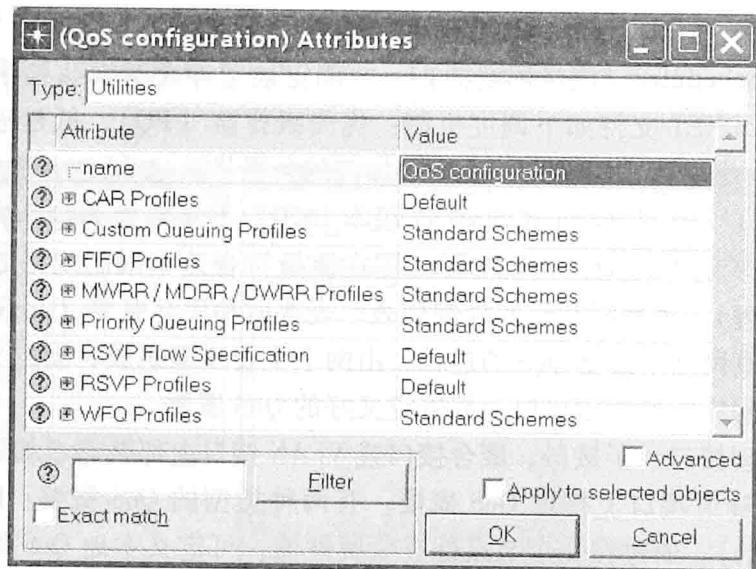 (QoS configuration) Attributes
Type: Utilities
Attribute Value
name QoS configuration
CAR Profiles Default
Custom Queuing Profiles Standard Schemes
FIFO Profiles Standard Schemes
MWRR / MDRR / DWRR Profiles Standard Schemes
Priority Queuing Profiles Standard Schemes
RSVP Flow Specification Default
RSVP Profiles Default
WFQ Profiles Standard Schemes
Advanced
Filter
Apply to selected objects
Exact match
OK Cancel